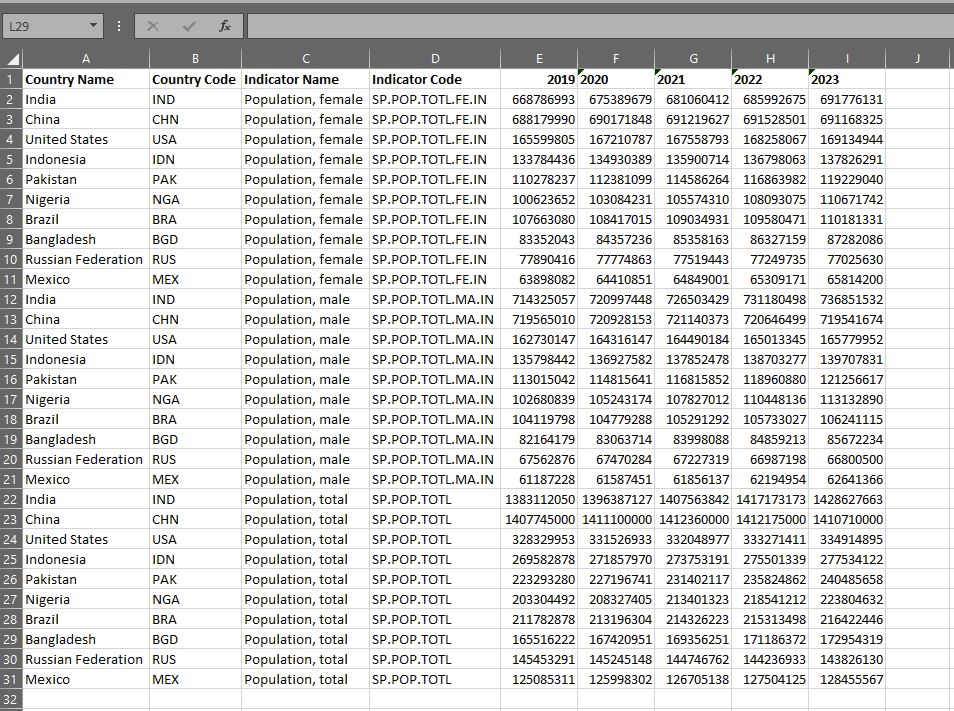 L29 fx
A B C D E F G H I J
1 Country Name Country Code Indicator Name Indicator Code 2019 2020 2021 2022 2023
2 India IND Population, female SP.POP.TOTL.FE.IN 668786993 675389679 681060412 685992675 691776131
3 China CHN Population, female SP.POP.TOTL.FE.IN 688179990 690171848 691219627 691528501 691168325
4 United States USA Population, female SP.POP.TOTL.FE.IN 165599805 167210787 167558793 168258067 169134944
5 Indonesia IDN Population, female SP.POP.TOTL.FE.IN 133784436 134930389 135900714 136798063 137826291
6 Pakistan PAK Population, female SP.POP.TOTL.FE.IN 110278237 112381099 114586264 116863982 119229040
7 Nigeria NGA Population, female SP.POP.TOTL.FE.IN 100623652 103084231 105574310 108093075 110671742
8 Brazil BRA Population, female SP.POP.TOTL.FE.IN 107663080 108417015 109034931 109580471 110181331
9 Bangladesh BGD Population, female SP.POP.TOTL.FE.IN 83352043 84357236 85358163 86327159 87282086
10 Russian Federation RUS Population, female SP.POP.TOTL.FE.IN 77890416 77774863 77519443 77249735 77025630
11 Mexico MEX Population, female SP.POP.TOTL.FE.IN 63898082 64410851 64849001 65309171 65814200
12 India IND Population, male SP.POP.TOTL.MA.IN 714325057 720997448 726503429 731180498 736851532
13 China CHN Population, male SP.POP.TOTL.MA.IN 719565010 720928153 721140373 720646499 719541674
14 United States USA Population, male SP.POP.TOTL.MA.IN 162730147 164316147 164490184 165013345 165779952
15 Indonesia IDN Population, male SP.POP.TOTL.MA.IN 135798442 136927582 137852478 138703277 139707831
16 Pakistan PAK Population, male SP.POP.TOTL.MA.IN 113015042 114815641 116815852 118960880 121256617
17 Nigeria NGA Population, male SP.POP.TOTL.MA.IN 102680839 105243174 107827012 110448136 113132890
18 Brazil BRA Population, male SP.POP.TOTL.MA.IN 104119798 104779288 105291292 105733027 106241115
19 Bangladesh BGD Population, male SP.POP.TOTL.MA.IN 82164179 83063714 83998088 84859213 85672234
20 Russian Federation RUS Population, male SP.POP.TOTL.MA.IN 67562876 67470284 67227319 66987198 66800500
21 Mexico MEX Population, male SP.POP.TOTL.MA.IN 61187228 61587451 61856137 62194954 62641366
22 India IND Population, total SP.POP.TOTL 1383112050 1396387127 1407563842 1417173173 1428627663
23 China CHN Population, total SP.POP.TOTL 1407745000 1411100000 1412360000 1412175000 1410710000
24 United States USA Population, total SP.POP.TOTL 328329953 331526933 332048977 333271411 334914895
25 Indonesia IDN Population, total SP.POP.TOTL 269582878 271857970 273753191 275501339 277534122
26 Pakistan PAK Population, total SP.POP.TOTL 223293280 227196741 231402117 235824862 240485658
27 Nigeria NGA Population, total SP.POP.TOTL 203304492 208327405 213401323 218541212 223804632
28 Brazil BRA Population, total SP.POP.TOTL 211782878 213196304 214326223 215313498 216422446
29 Bangladesh BGD Population, total SP.POP.TOTL 165516222 167420951 169356251 171186372 172954319
30 Russian Federation RUS Population, total SP.POP.TOTL 145453291 145245148 144746762 144236933 143826130
31 Mexico MEX Population, total SP.POP.TOTL 125085311 125998302 126705138 127504125 128455567
32